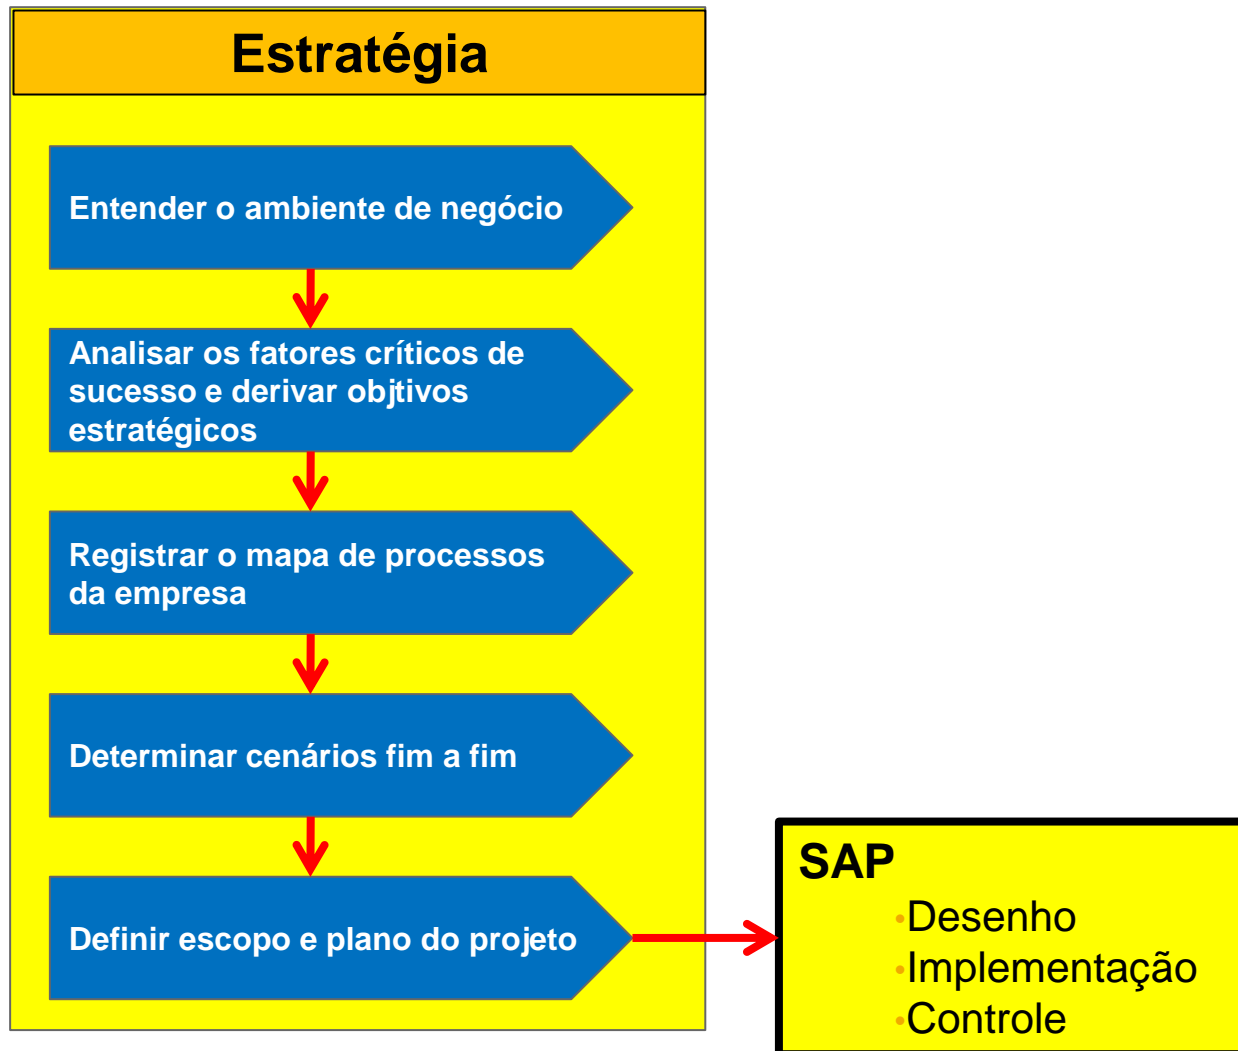 Estratégia
Entender o ambiente de negócio
Analisar os fatores críticos de
sucesso e derivar objtivos
estratégicos
Registrar o mapa de processos
da empresa
Determinar cenários fim a fim
Definir escopo e plano do projeto
SAP
•Desenho
•Implementação
•Controle